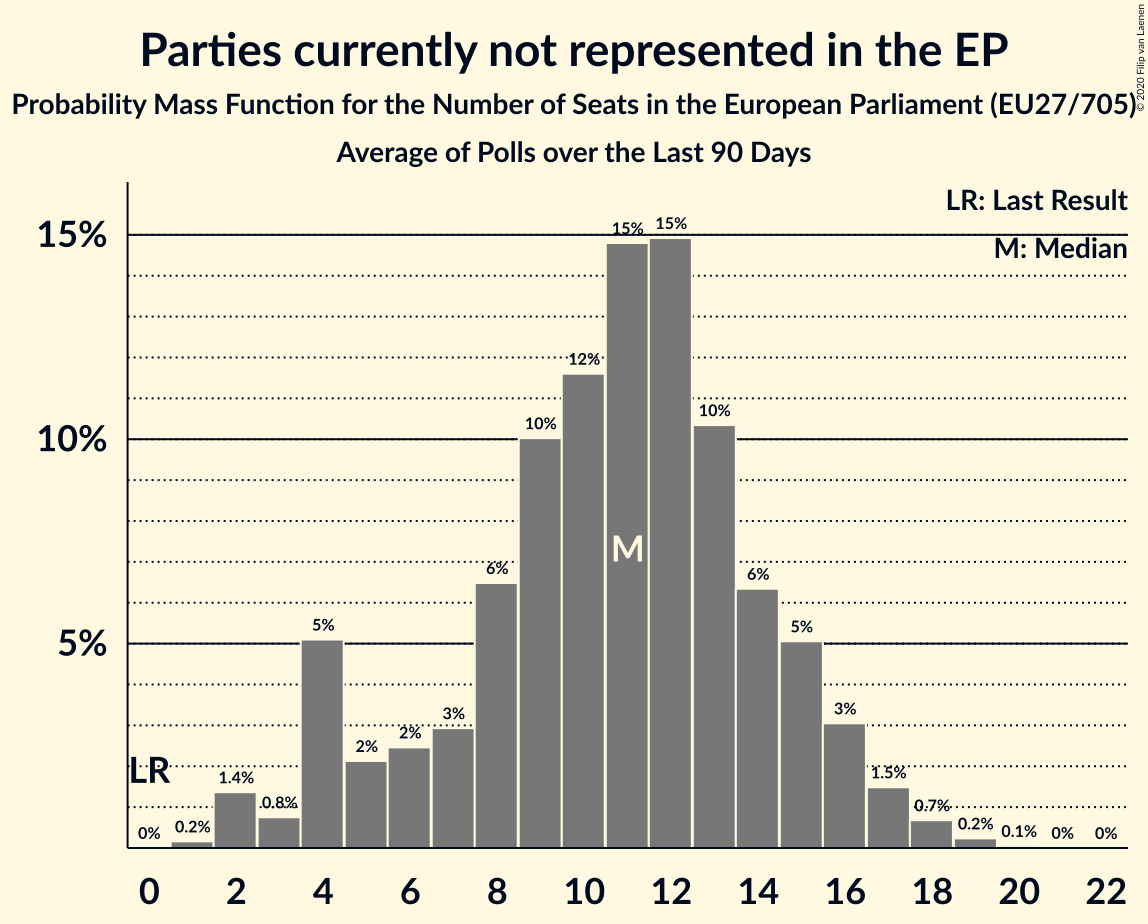 Parties currently not represented in the EP
Probability Mass Function for the Number of Seats in the European Parliament (EU27/705)
Average of Polls over the Last 90 Days
© 2020 Filip van Laenen
LR: Last Result
M: Median
15%
10%
5%
LR
M
0%
0.2%
1.4%
0.8%
5%
2%
2%
3%
6%
10%
12%
15%
15%
10%
6%
5%
3%
1.5%
0.7%
0.2%
0.1%
0%
0%
0 2 4 6 8 10 12 14 16 18 20 22